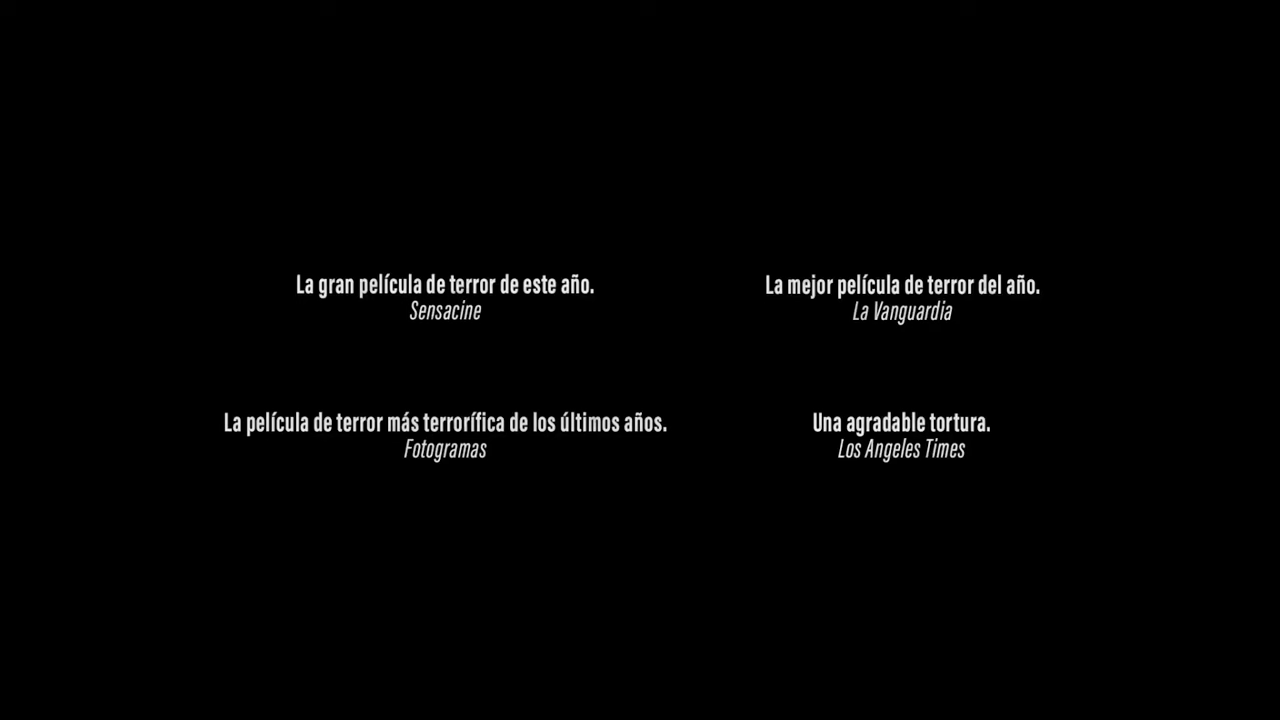 La gran película de terror de este año.
Sensacine
La mejor película de terror del año.
La Vanguardia
La película de terror más terrorífica de los últimos años.
Fotogramas
Una agradable tortura.
Los Angeles Times